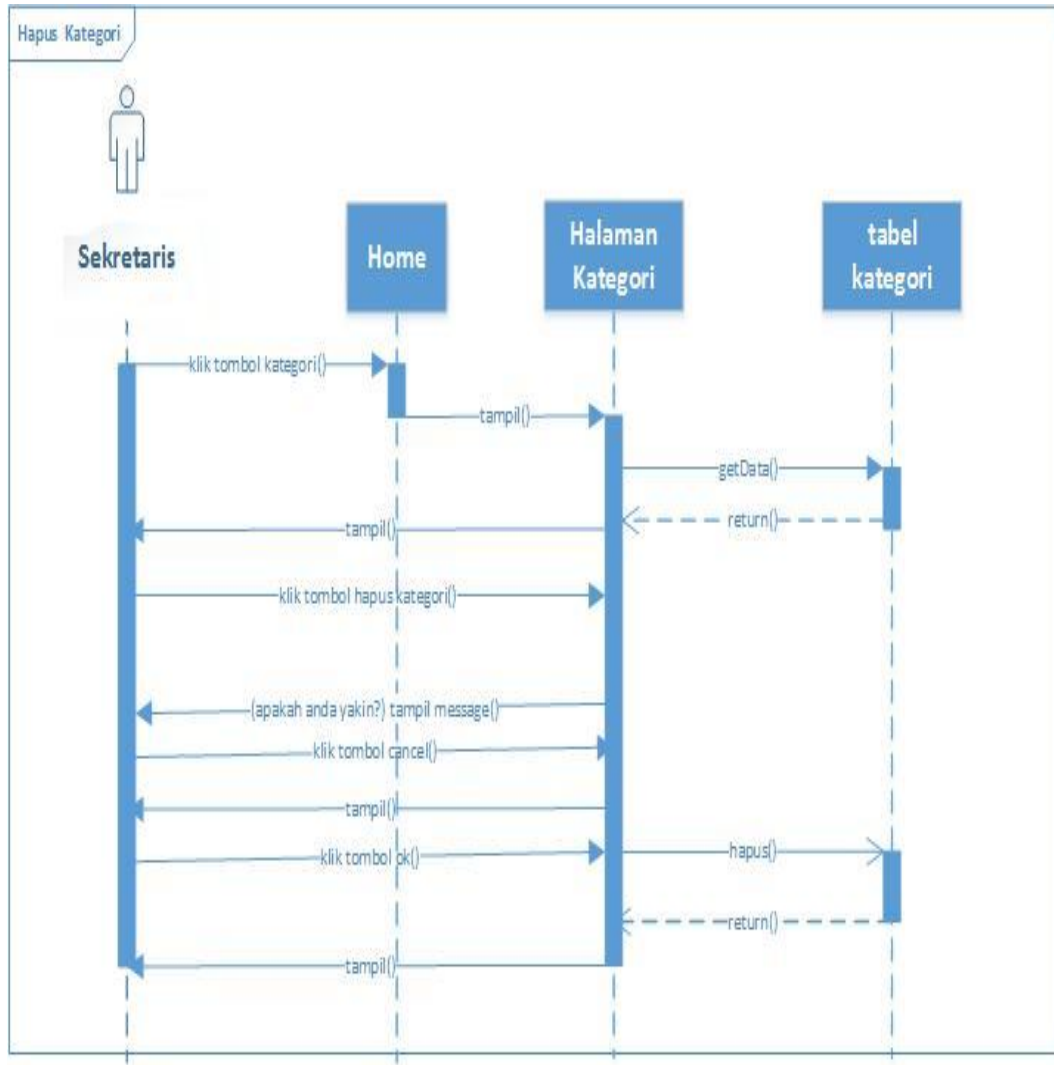 Hapus Kategori
Sekretaris
Home
Halaman
Kategori
tabel
kategori
klik tombol kategori()
tampil()
getData()
return()
tampil()
klik tombol hapus kategori()
(apakah anda yakin?) tampil message()
klik tombol cancel()
tampil()
klik tombol ok()
hapus()
return()
tampil()